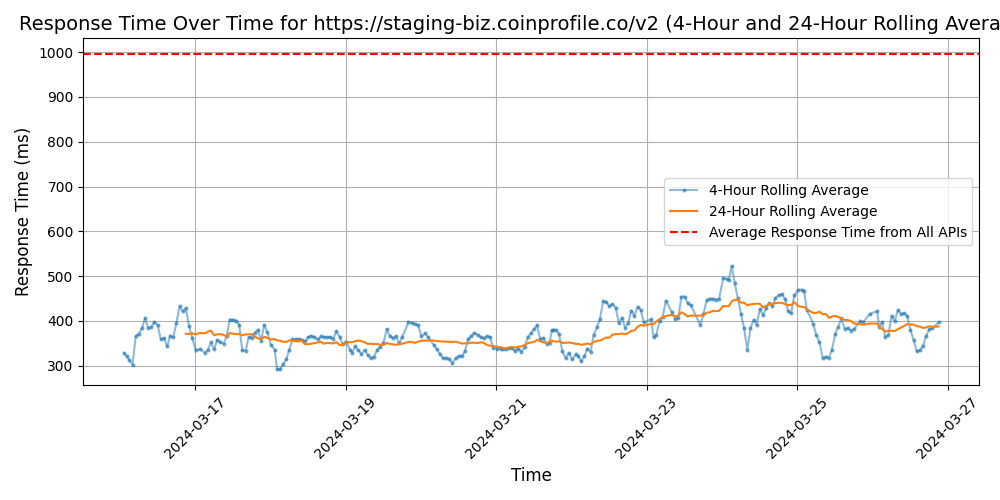 Response Time Over Time for https://staging-biz.coinprofile.co/v2 (4-Hour and 24-Hour Rolling Avera
Response Time (ms)
1000
900
800
700
600
500
400
300
4-Hour Rolling Average
24-Hour Rolling Average
Average Response Time from All APIs
2024-03-17
2024-03-19
2024-03-21
2024-03-23
2024-03-25
2024-03-27
Time